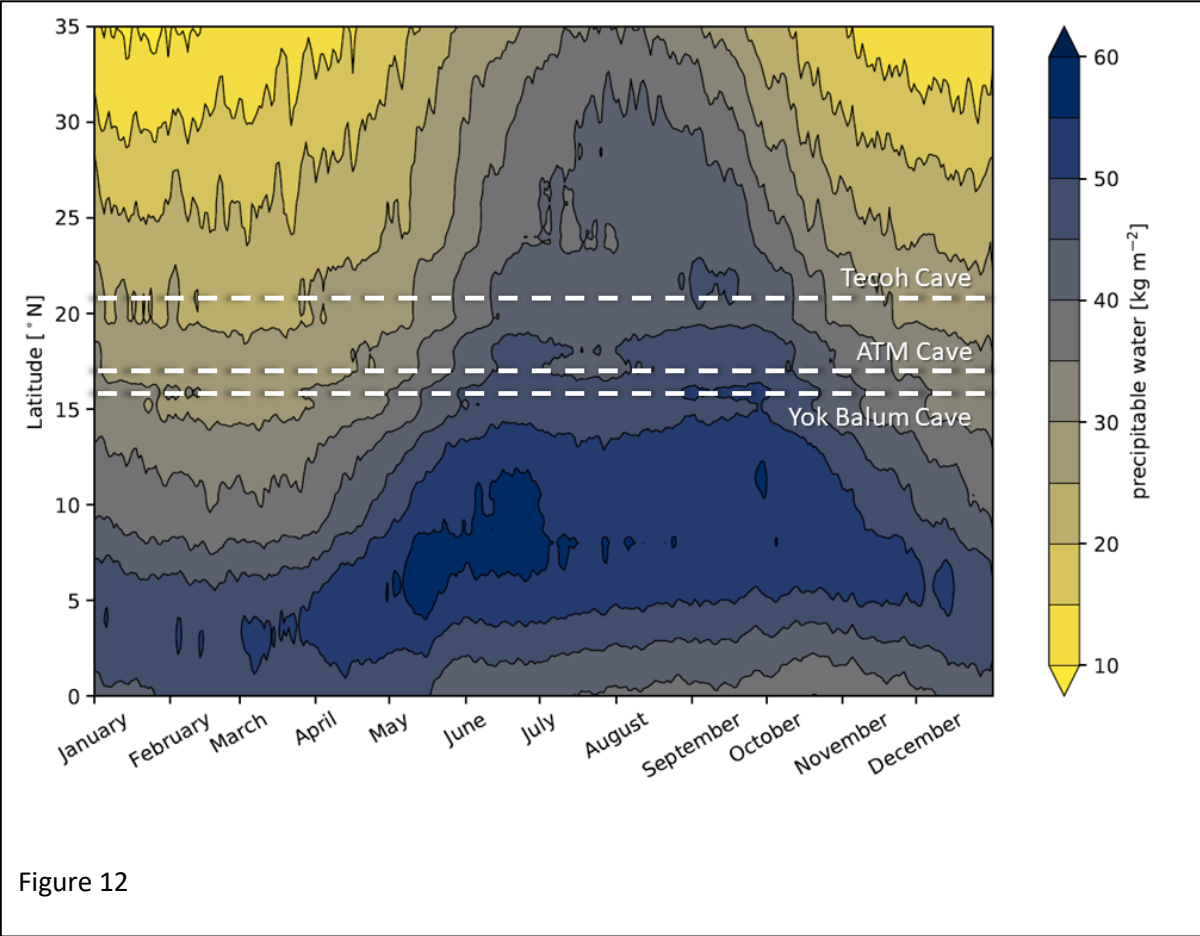 35
30
25
20
15
10
5
0
Latitude [°N]
Tecoh Cave
ATM Cave
Yok Balum Cave
January
February
March
April
May
June
July
August
September
October
November
December
60
50
40
30
20
10
precipitable water [kg m⁻²]
Figure 12